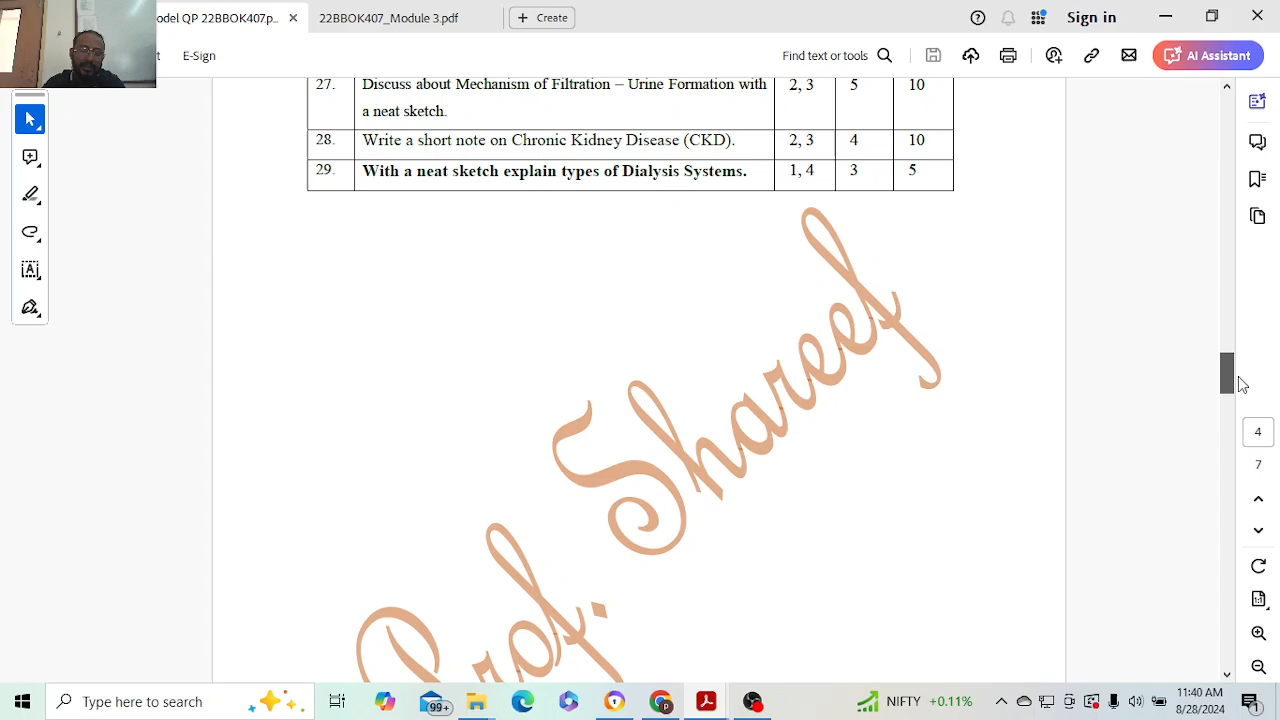 odel QP 22BBOK407.p...
22BBOK407_Module 3.pdf
+ Create
Sign in
t
E-Sign
Find text or tools
AI Assistant
27. Discuss about Mechanism of Filtration – Urine Formation with 2, 3 5 10
a neat sketch.
28. Write a short note on Chronic Kidney Disease (CKD). 2, 3 4 10
29. With a neat sketch explain types of Dialysis Systems. 1, 4 3 5
Prof. Shareef
4
7
Type here to search
99+
NIFTY +0.11%
11:40 AM
8/28/2024
1